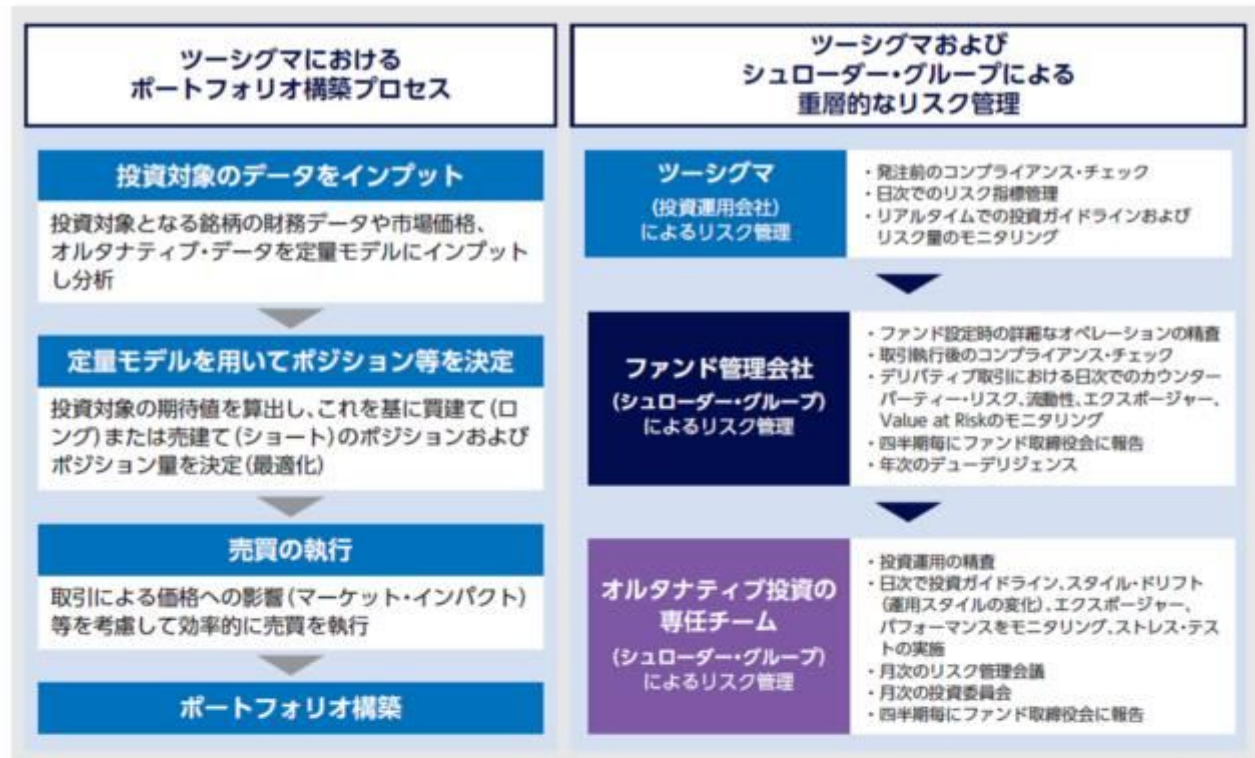 ツーシグマにおける
ポートフォリオ構築プロセス
投資対象のデータをインプット
投資対象となる銘柄の財務データや市場価格、
オルタナティブ・データを定量モデルにインプット
し分析
定量モデルを用いてポジション等を決定
投資対象の期待値を算出し、これを基に買建て(ロ
ング)または売建て(ショート)のポジションおよび
ポジション量を決定(最適化)
売買の執行
取引による価格への影響(マーケット・インパクト)
等を考慮して効率的に売買を執行
ポートフォリオ構築
ツーシグマおよび
シュローダー・グループによる
重層的なリスク管理
ツーシグマ
(投資運用会社)
によるリスク管理
・発注前のコンプライアンス・チェック
・日次でのリスク指標管理
・リアルタイムでの投資ガイドラインおよび
リスク量のモニタリング
ファンド管理会社
(シュローダー・グループ)
によるリスク管理
・ファンド設定時の詳細なオペレーションの精査
・取引執行後のコンプライアンス・チェック
・デリバティブ取引における日次でのカウンター
パーティー・リスク、流動性、エクスポージャー、
Value at Riskのモニタリング
・四半期毎にファンド取締役会に報告
・年次のデューデリジェンス
オルタナティブ投資の
専任チーム
(シュローダー・グループ)
によるリスク管理
・投資運用の精査
・日次で投資ガイドライン、スタイル・ドリフト
(運用スタイルの変化)、エクスポージャー、
パフォーマンスをモニタリング、ストレス・テス
トの実施
・月次のリスク管理会議
・月次の投資委員会
・四半期毎にファンド取締役会に報告